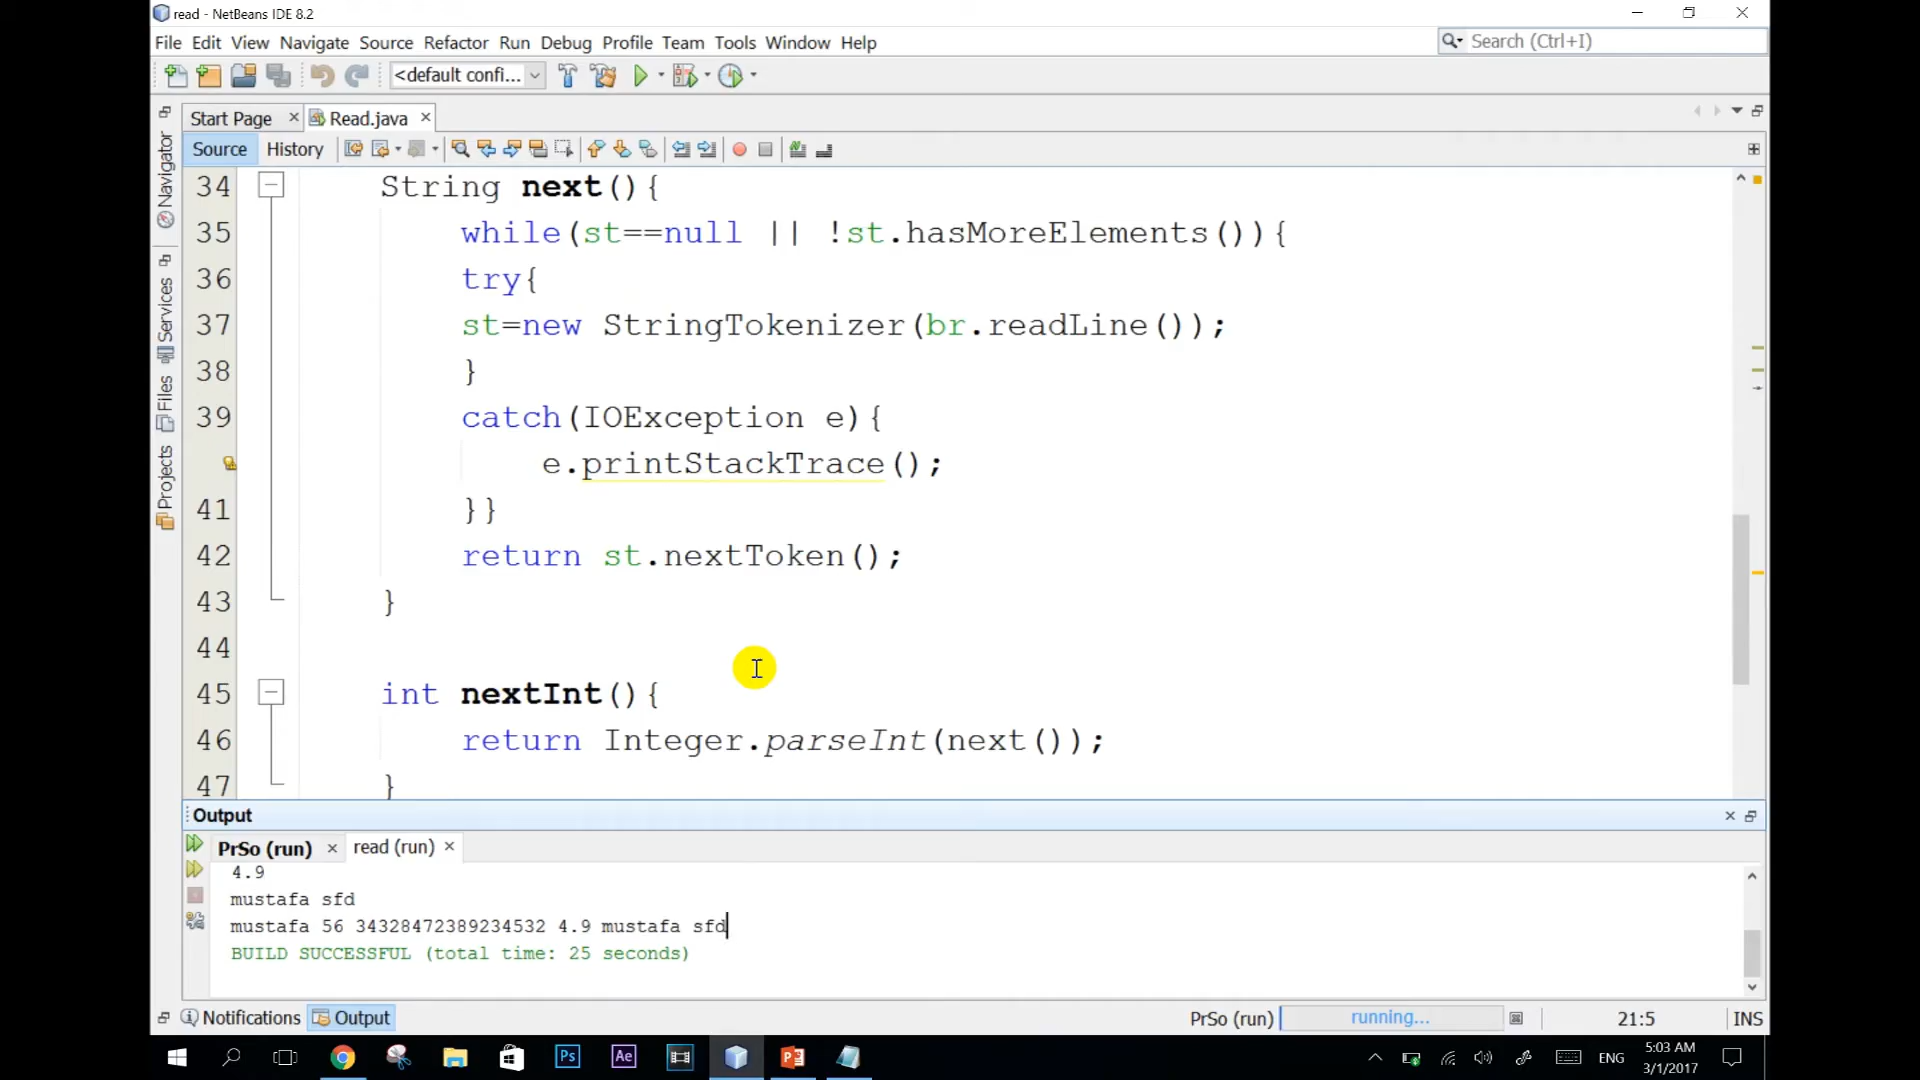 read - NetBeans IDE 8.2
File Edit View Navigate Source Refactor Run Debug Profile Team Tools Window Help
Search (Ctrl+I)
<default confi...
Start Page
Read.java
Source History
Navigator
Services
Files
Projects
34 String next(){
35 while(st==null || !st.hasMoreElements()){
36 try{
37 st=new StringTokenizer(br.readLine());
38 }
39 catch(IOException e){
e.printStackTrace();
41 }}
42 return st.nextToken();
43 }
44
45 int nextInt(){
46 return Integer.parseInt(next());
47 }
Output
PrSo (run)
read (run)
4.9
mustafa sfd
mustafa 56 34328472389234532 4.9 mustafa sfd
BUILD SUCCESSFUL (total time: 25 seconds)
Notifications
Output
PrSo (run) running... 21:5 INS
Ps Ae
ENG
5:03 AM
3/1/2017